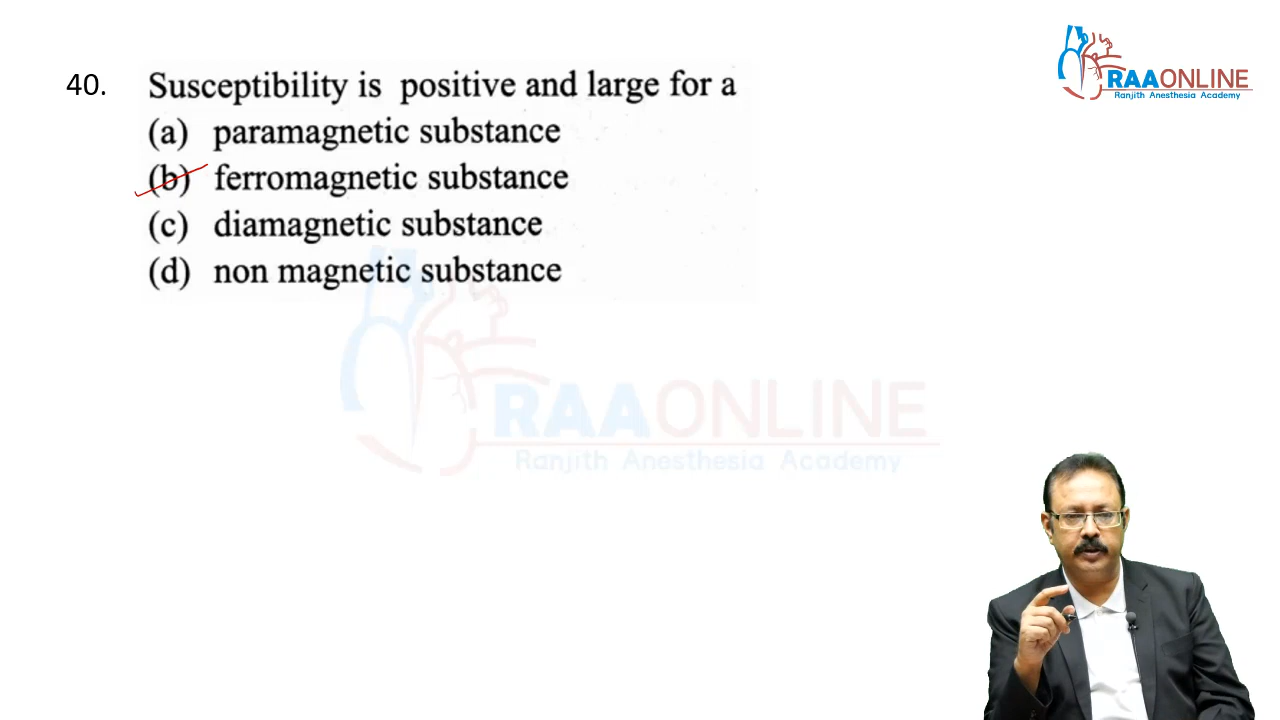 RAAONLINE
Ranjith Anesthesia Academy
40. Susceptibility is positive and large for a
(a) paramagnetic substance
(b) ferromagnetic substance
(c) diamagnetic substance
(d) non magnetic substance
RAAONLINE
Ranjith Anesthesia Academy